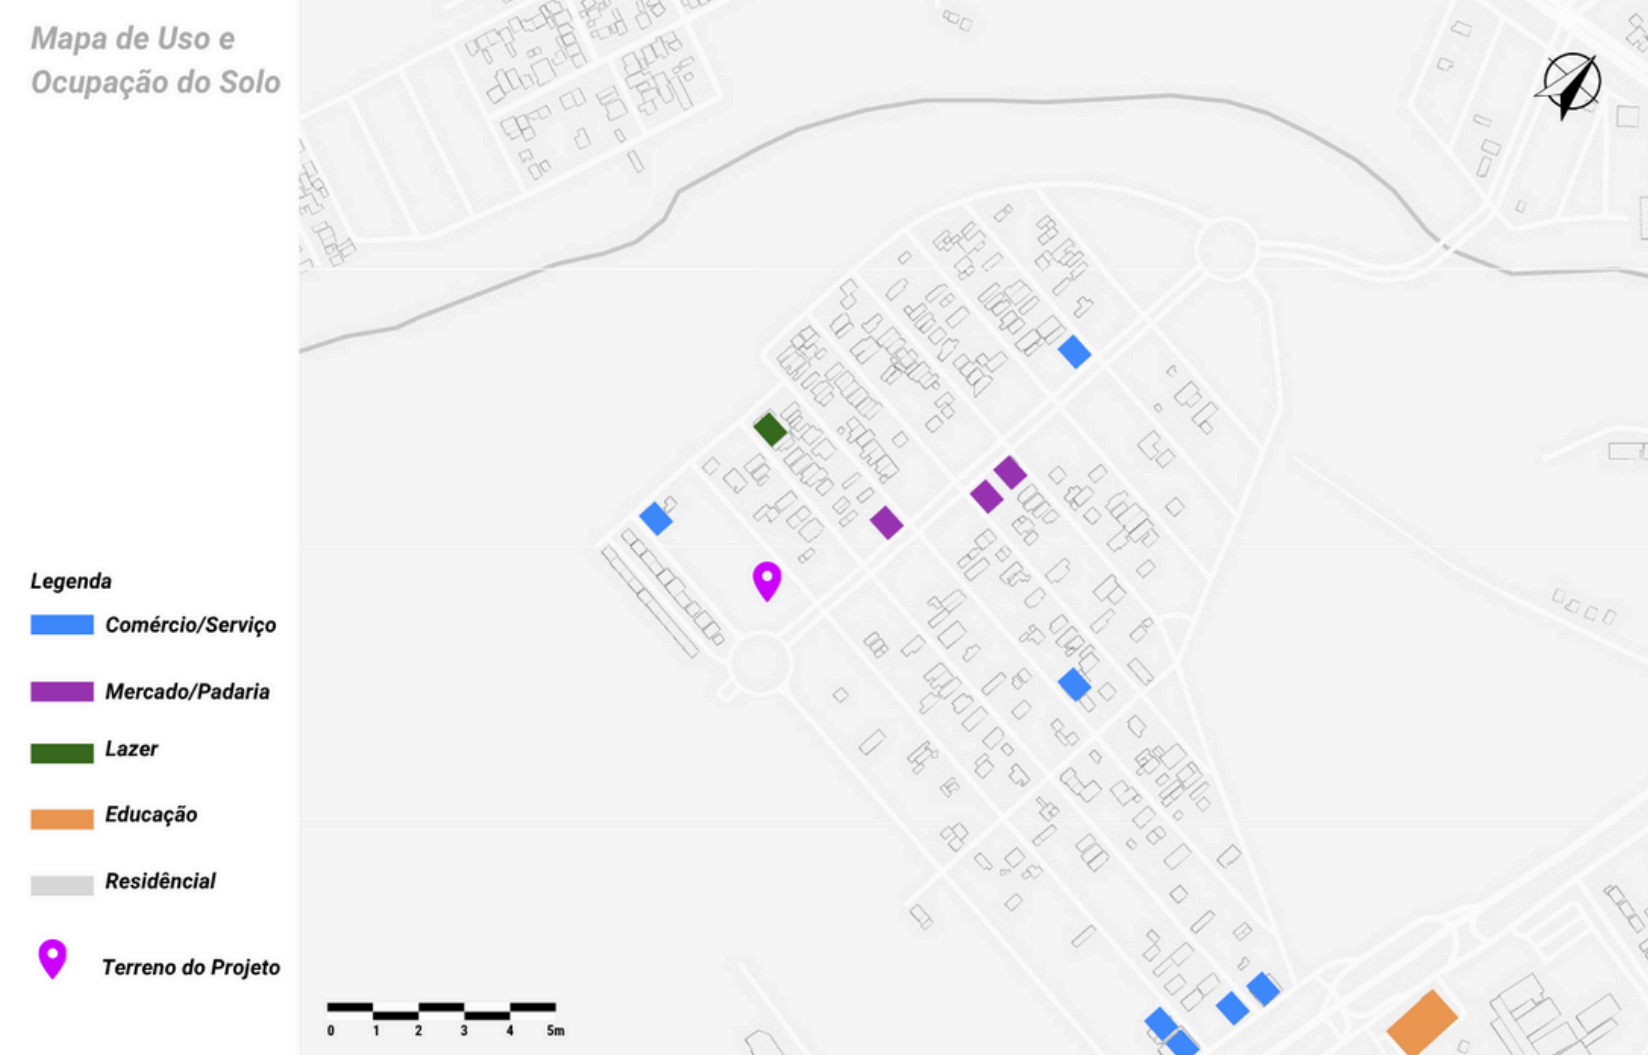 Mapa de Uso e
Ocupação do Solo
Legenda
Comércio/Serviço
Mercado/Padaria
Lazer
Educação
Residêncial
Terreno do Projeto
0 1 2 3 4 5m